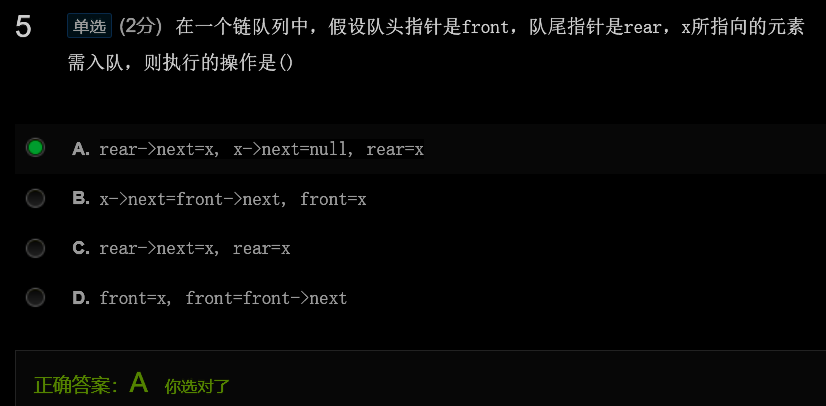 5 单选 (2分) 在一个链队列中，假设队头指针是front，队尾指针是rear，x所指向的元素
需入队，则执行的操作是()
A. rear->next=x, x->next=null, rear=x
B. x->next=front->next, front=x
C. rear->next=x, rear=x
D. front=x, front=front->next
正确答案：A 你选对了